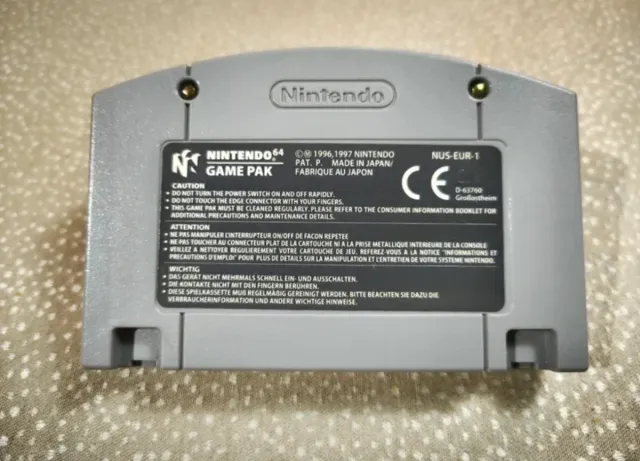 Nintendo
NINTENDO 64
GAME PAK
©Ⓜ 1996,1997 NINTENDO
PAT. P. MADE IN JAPAN/
FABRIQUE AU JAPON
NUS-EUR-1
CE
D-63760
Großostheim
CAUTION
• DO NOT TURN THE POWER SWITCH ON AND OFF RAPIDLY.
• DO NOT TOUCH THE EDGE CONNECTOR WITH YOUR FINGERS.
• THIS GAME PAK MUST BE CLEANED REGULARLY. PLEASE REFER TO THE CONSUMER INFORMATION BOOKLET FOR
ADDITIONAL PRECAUTIONS AND MAINTENANCE DETAILS.
ATTENTION
• NE PAS MANIPULER L'INTERRUPTEUR ON/OFF DE FACON REPETEE
• NE PAS TOUCHER AU CONNECTEUR PLAT DE LA CARTOUCHE NI A LA PRISE METALLIQUE INTERIEURE DE LA CONSOLE
• VEILLEZ A NETTOYER REGULIEREMENT VOTRE CARTOUCHE DE JEU. REFEREZ-VOUS A LA NOTICE "INFORMATIONS ET
PRECAUTIONS D'EMPLOI" POUR PLUS DE DETAILS SUR LA MANIPULATION ET L'ENTRETIEN DE VOTRE SYSTEME NINTENDO.
WICHTIG
• DAS GERÄT NICHT MEHRMALS SCHNELL EIN- UND AUSSCHALTEN.
• DIE KONTAKTE NICHT MIT DEN FINGERN BERÜHREN.
• DIESE SPIELKASSETTE MUß REGELMÄßIG GEREINIGT WERDEN. BITTE BEACHTEN SIE DAZU DIE
VERBRAUCHERINFORMATION UND ANDERE WICHTIGE HINWEISE.